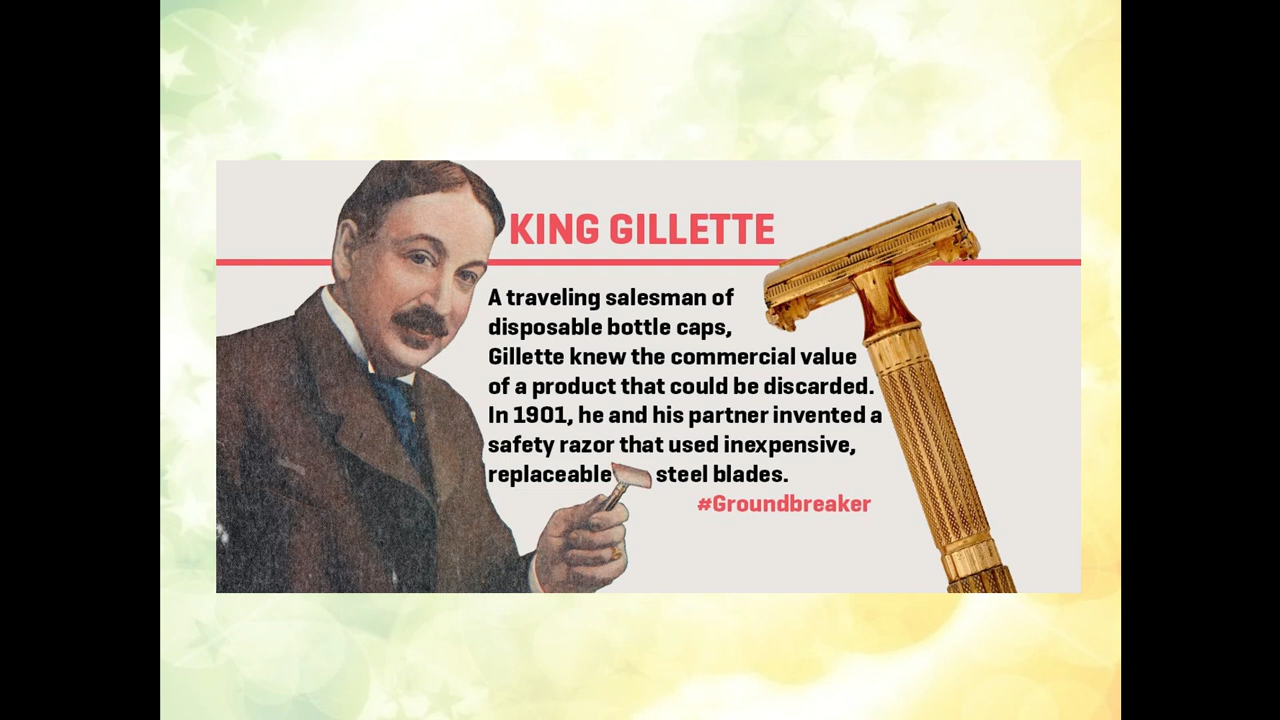 KING GILLETTE
A traveling salesman of
disposable bottle caps,
Gillette knew the commercial value
of a product that could be discarded.
In 1901, he and his partner invented a
safety razor that used inexpensive,
replaceable steel blades.
#Groundbreaker